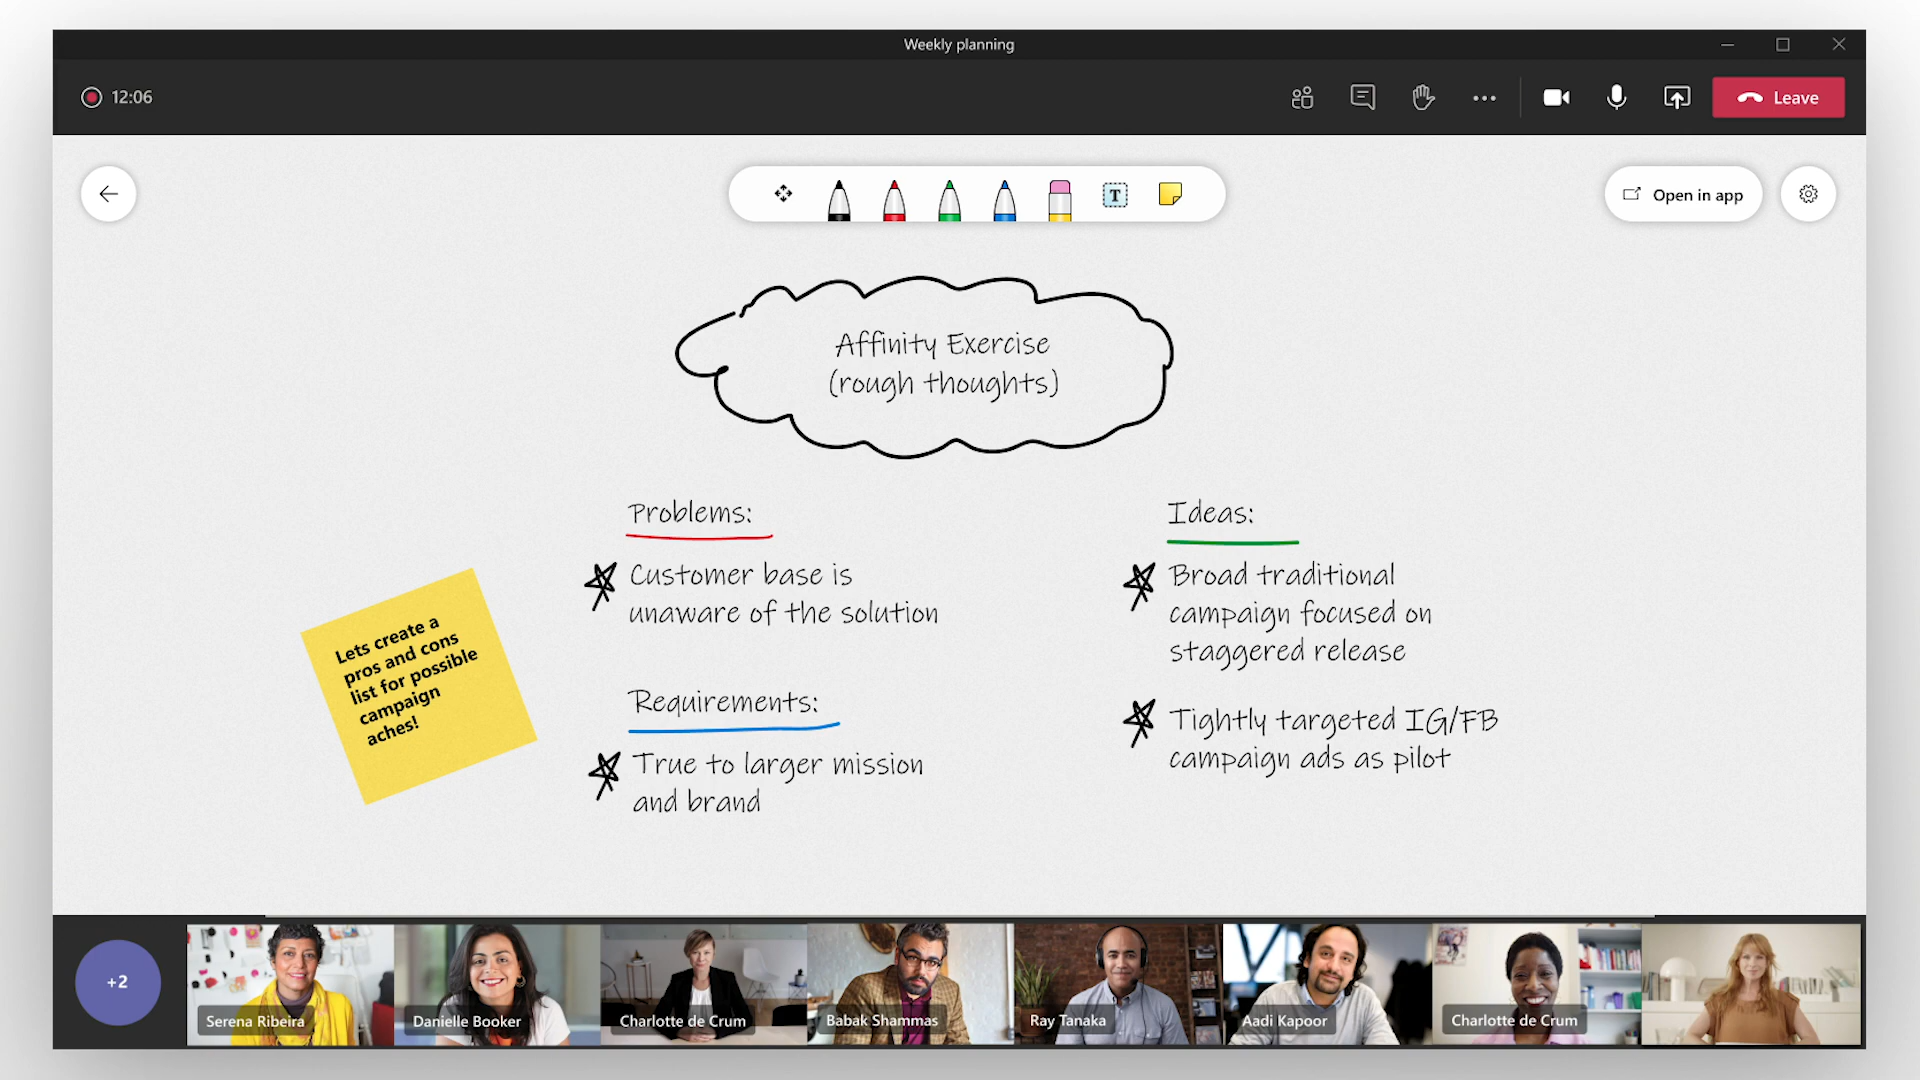 Weekly planning
12:06
Leave
T
Open in app
Affinity Exercise
(rough thoughts)
Problems:
Customer base is
unaware of the solution
Requirements:
True to larger mission
and brand
Ideas:
Broad traditional
campaign focused on
staggered release
Tightly targeted IG/FB
campaign ads as pilot
Lets create a
pros and cons
list for possible
campaign
aches!
+2
Serena Ribeira
Danielle Booker
Charlotte de Crum
Babak Shammas
Ray Tanaka
Aadi Kapoor
Charlotte de Crum